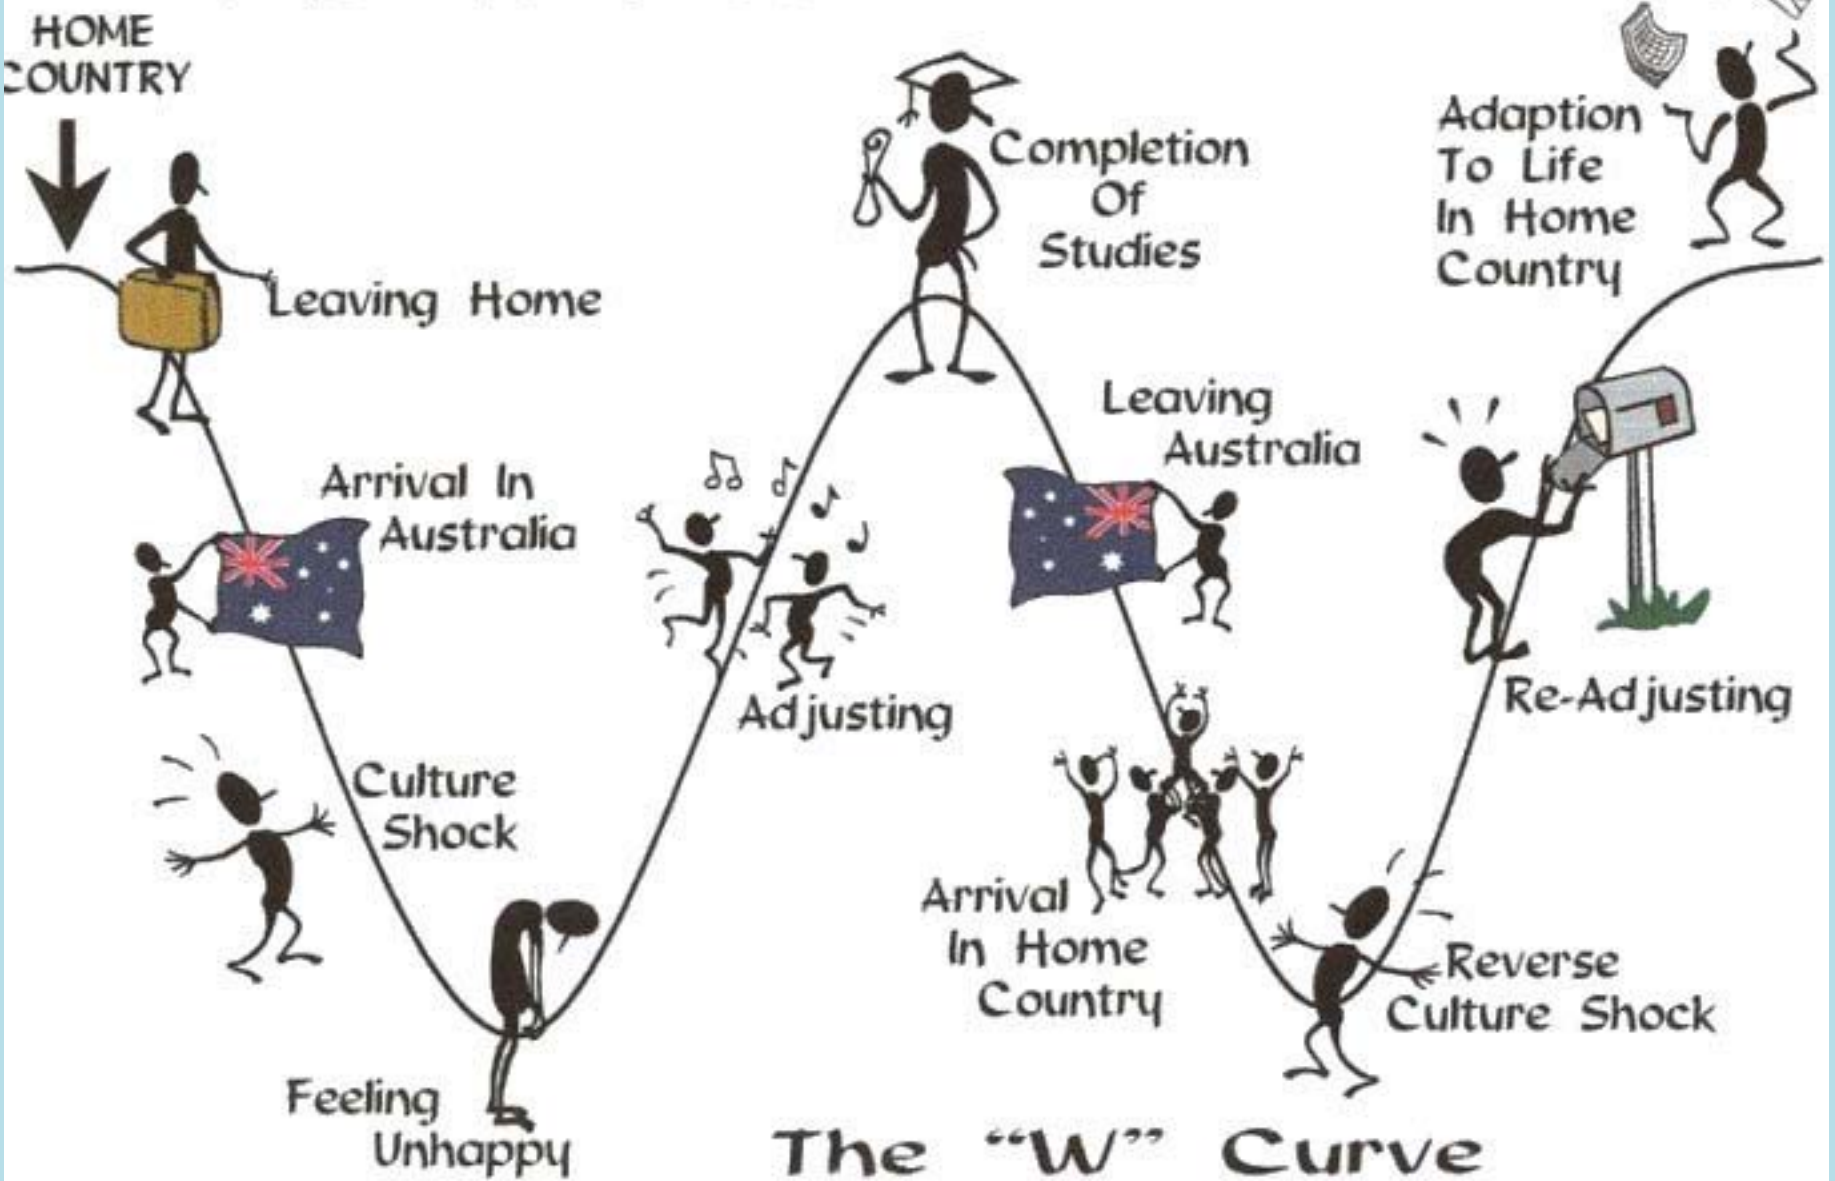 HOME
COUNTRY
Leaving Home
Arrival In
Australia
Culture
Shock
Feeling
Unhappy
Adjusting
Completion
Of
Studies
Leaving
Australia
Arrival
In Home
Country
Reverse
Culture Shock
Re-Adjusting
Adaption
To Life
In Home
Country
The “W” Curve